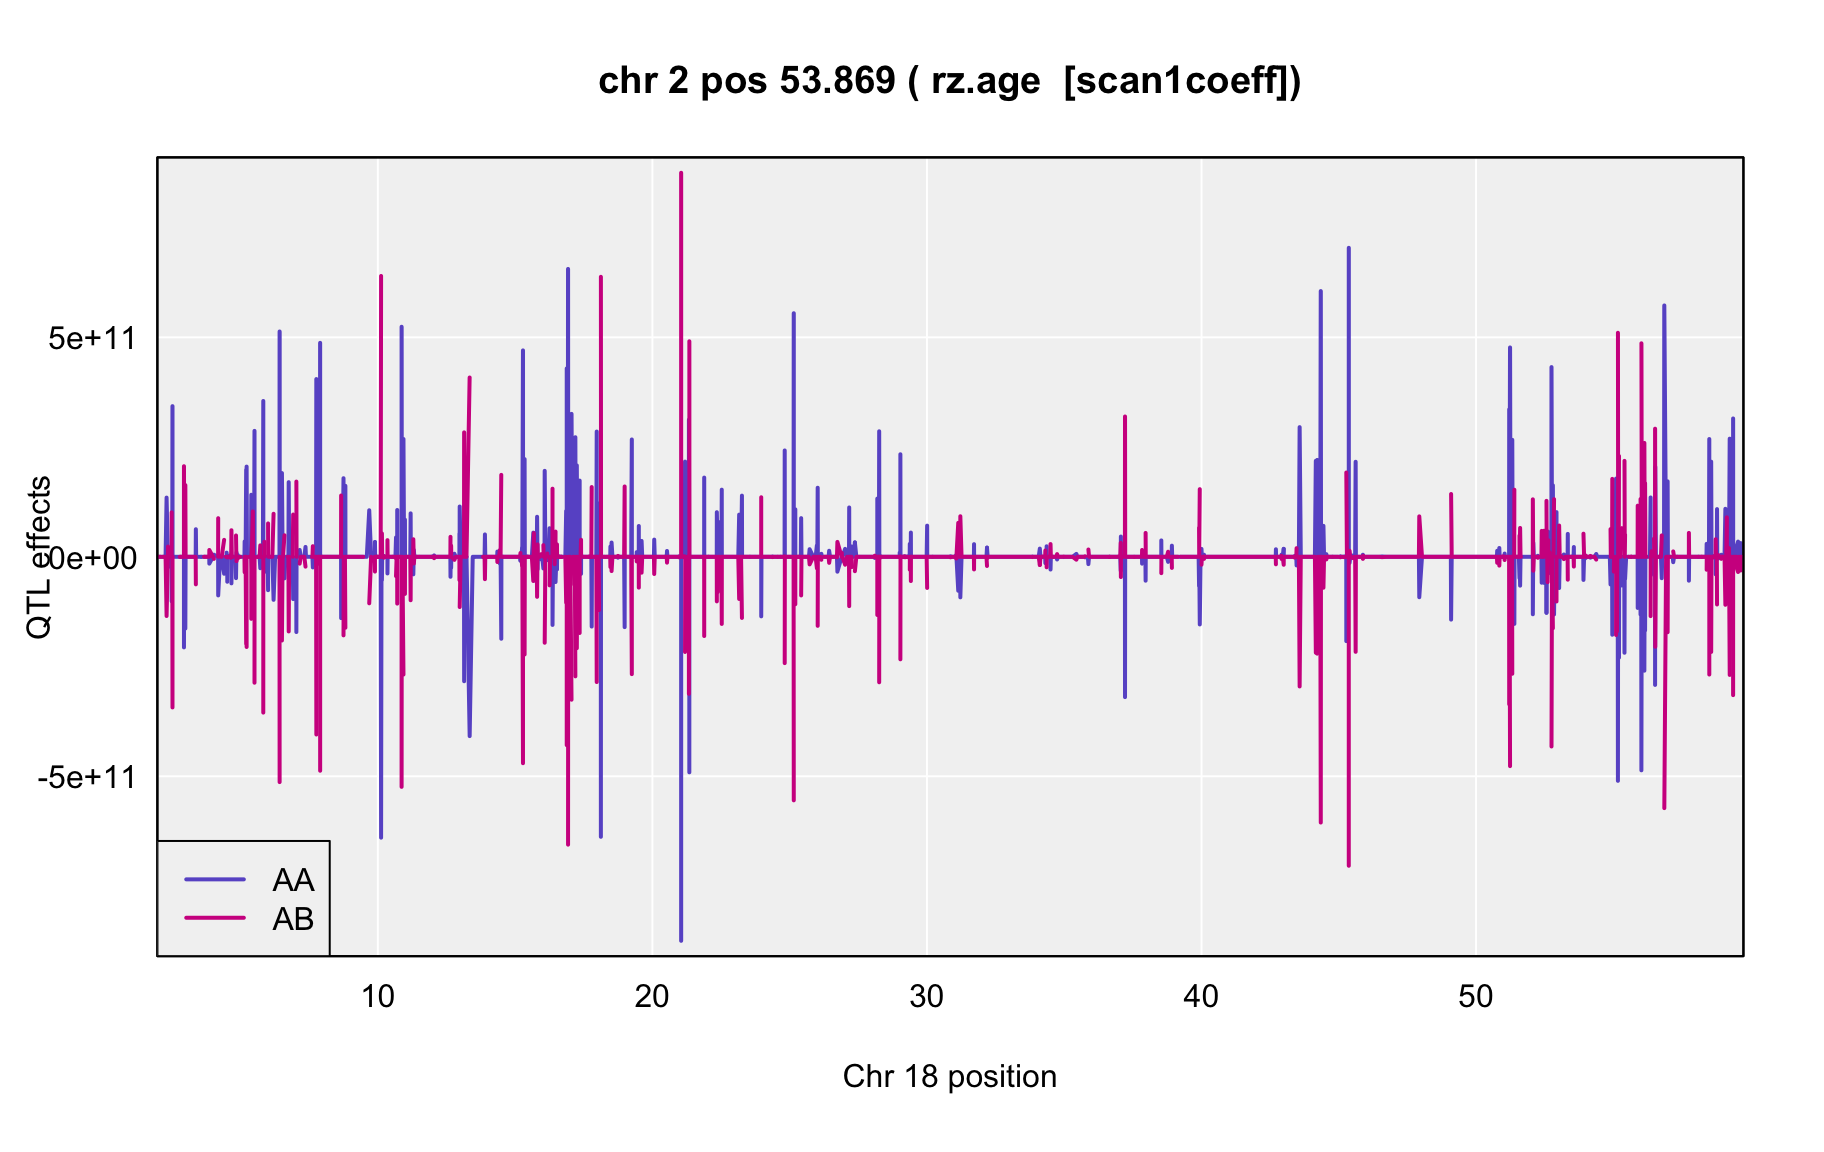 chr 2 pos 53.869 ( rz.age  [scan1coeff])
QTL effects
5e+11
0e+00
-5e+11
AA
AB
10 20 30 40 50
Chr 18 position